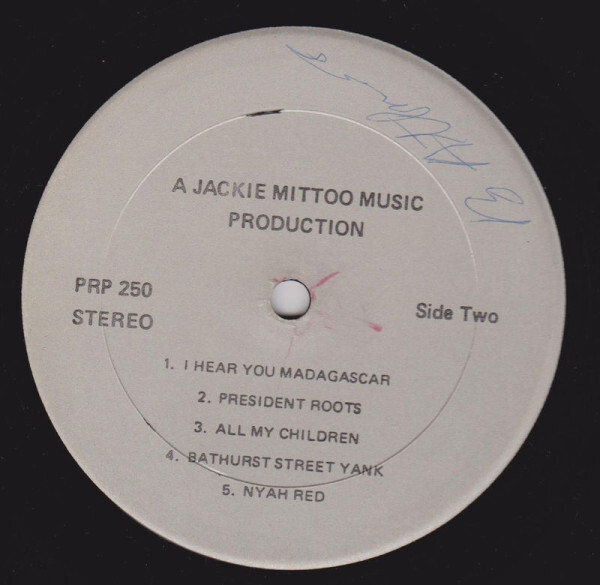 A JACKIE MITTOO MUSIC
PRODUCTION
PRP 250
STEREO
Side Two
1. I HEAR YOU MADAGASCAR
2. PRESIDENT ROOTS
3. ALL MY CHILDREN
4. BATHURST STREET YANK
5. NYAH RED